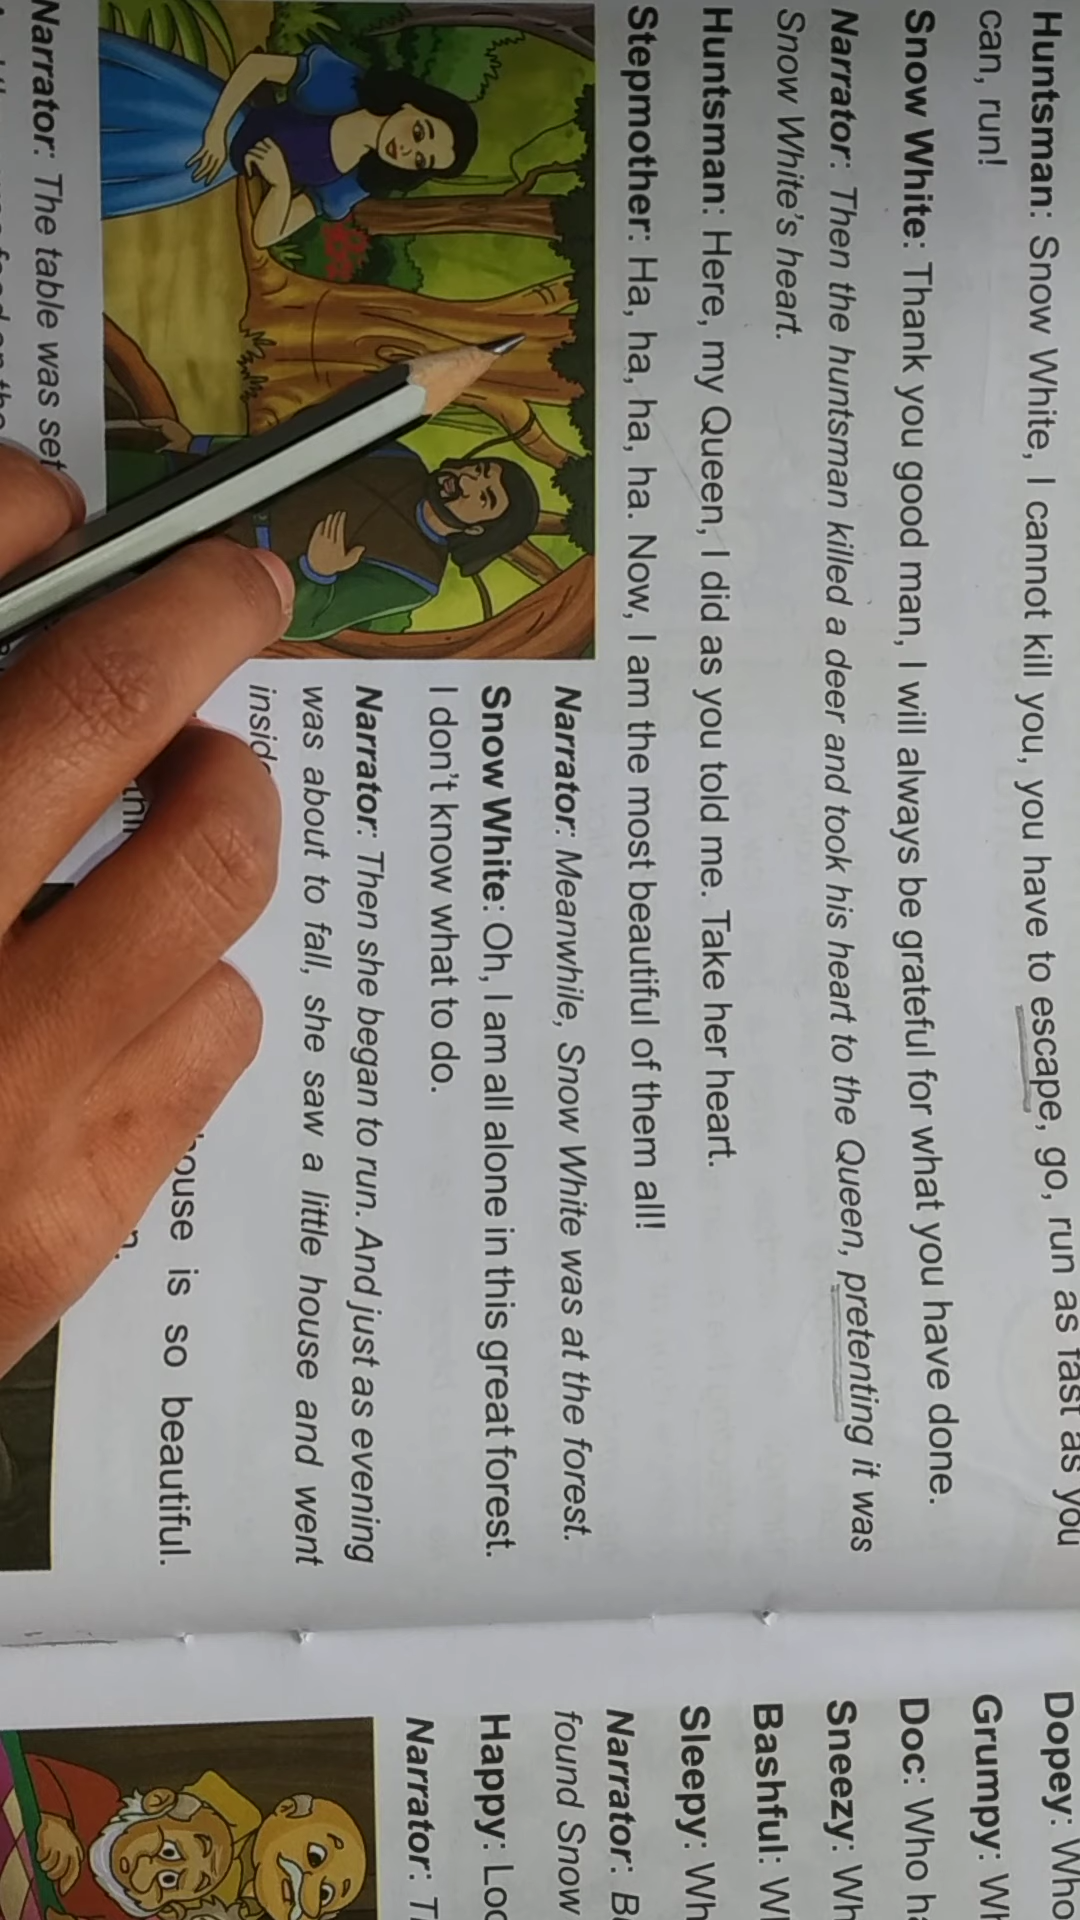 Huntsman: Snow White, I cannot kill you, you have to escape, go, run as fast as you
can, run!
Snow White: Thank you good man, I will always be grateful for what you have done.
Narrator: Then the huntsman killed a deer and took his heart to the Queen, pretenting it was
Snow White's heart.
Huntsman: Here, my Queen, I did as you told me. Take her heart.
Stepmother: Ha, ha, ha, ha, ha. Now, I am the most beautiful of them all!
Narrator: Meanwhile, Snow White was at the forest.
Snow White: Oh, I am all alone in this great forest.
I don't know what to do.
Narrator: Then she began to run. And just as evening
was about to fall, she saw a little house and went
house is so beautiful.
Narrator: The table was set
Dopey: Who
Grumpy:
Doc: Who
Sneezy:
Bashful:
Sleepy:
Narrator:
found Snow
Happy:
Narrator: